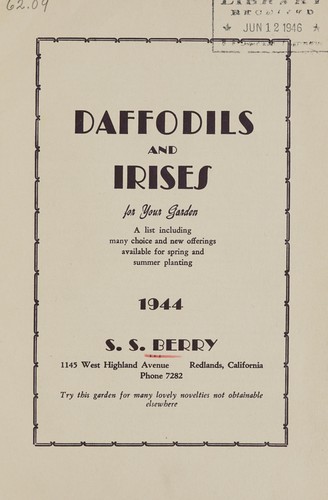 62.09
LIBRARY
RECEIVED
★ JUN 12 1946 ★
DAFFODILS
AND
IRISES
for Your Garden
A list including
many choice and new offerings
available for spring and
summer planting
1944
S. S. BERRY
1145 West Highland Avenue Redlands, California
Phone 7282
Try this garden for many lovely novelties not obtainable
elsewhere